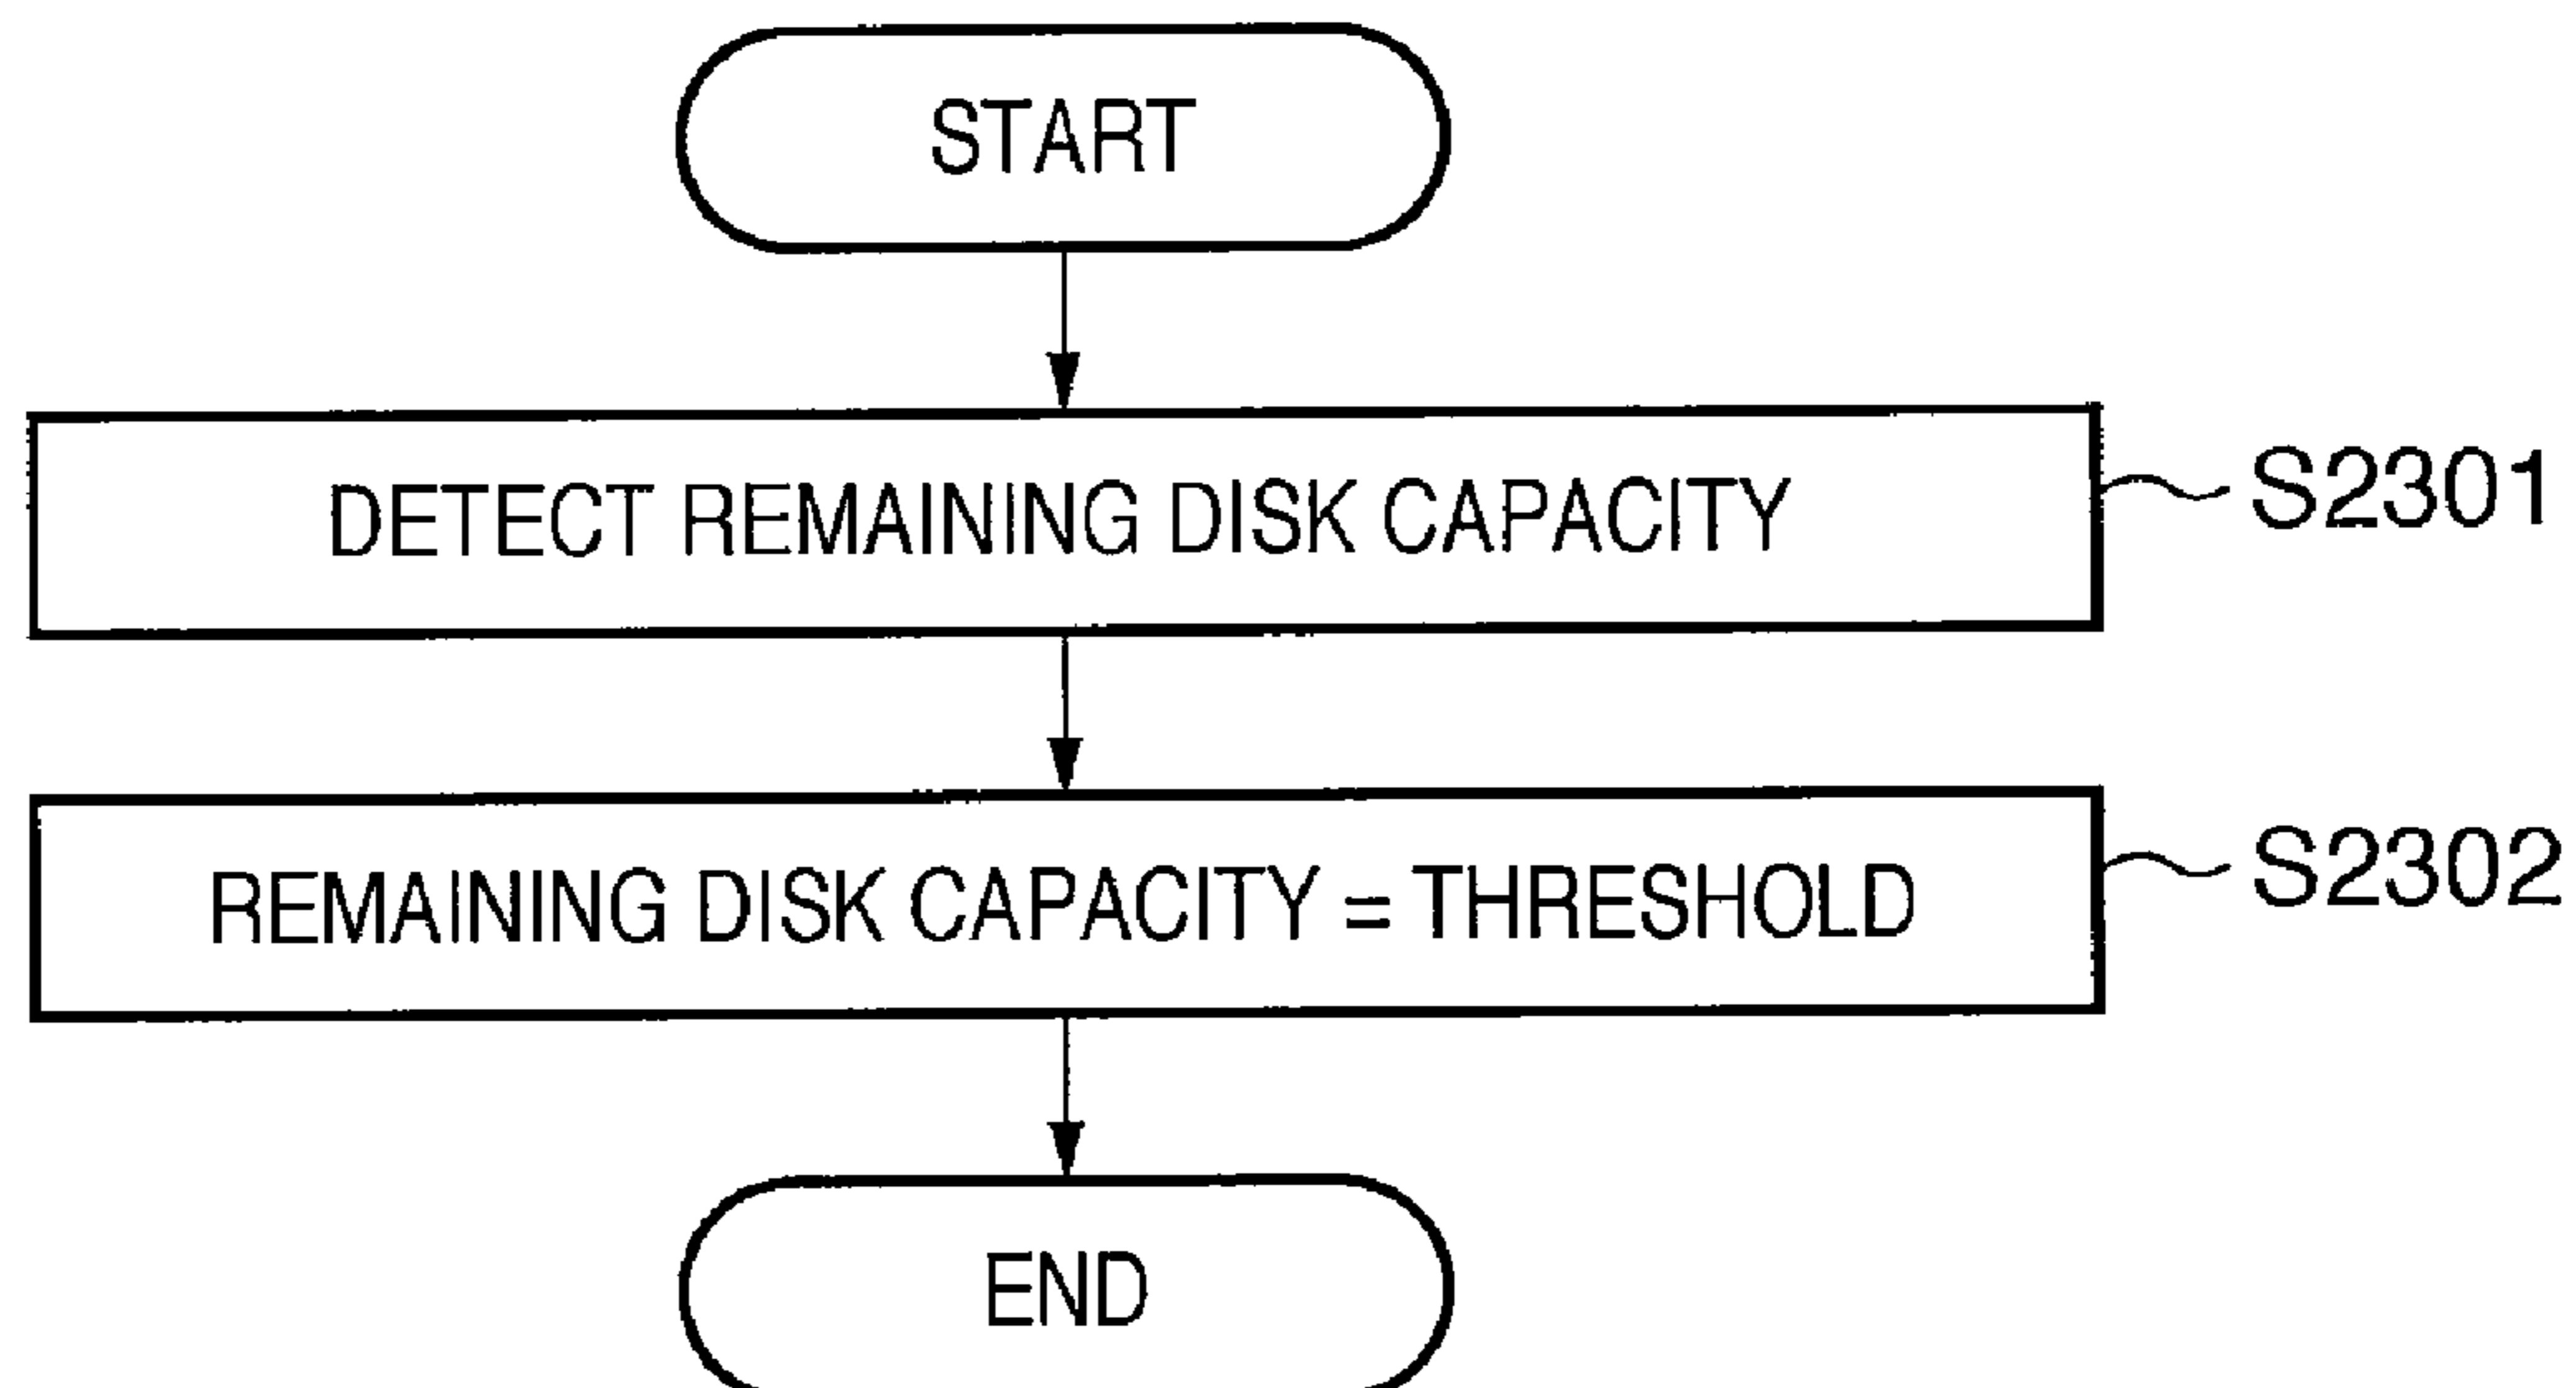 START
DETECT REMAINING DISK CAPACITY
S2301
REMAINING DISK CAPACITY = THRESHOLD
S2302
END